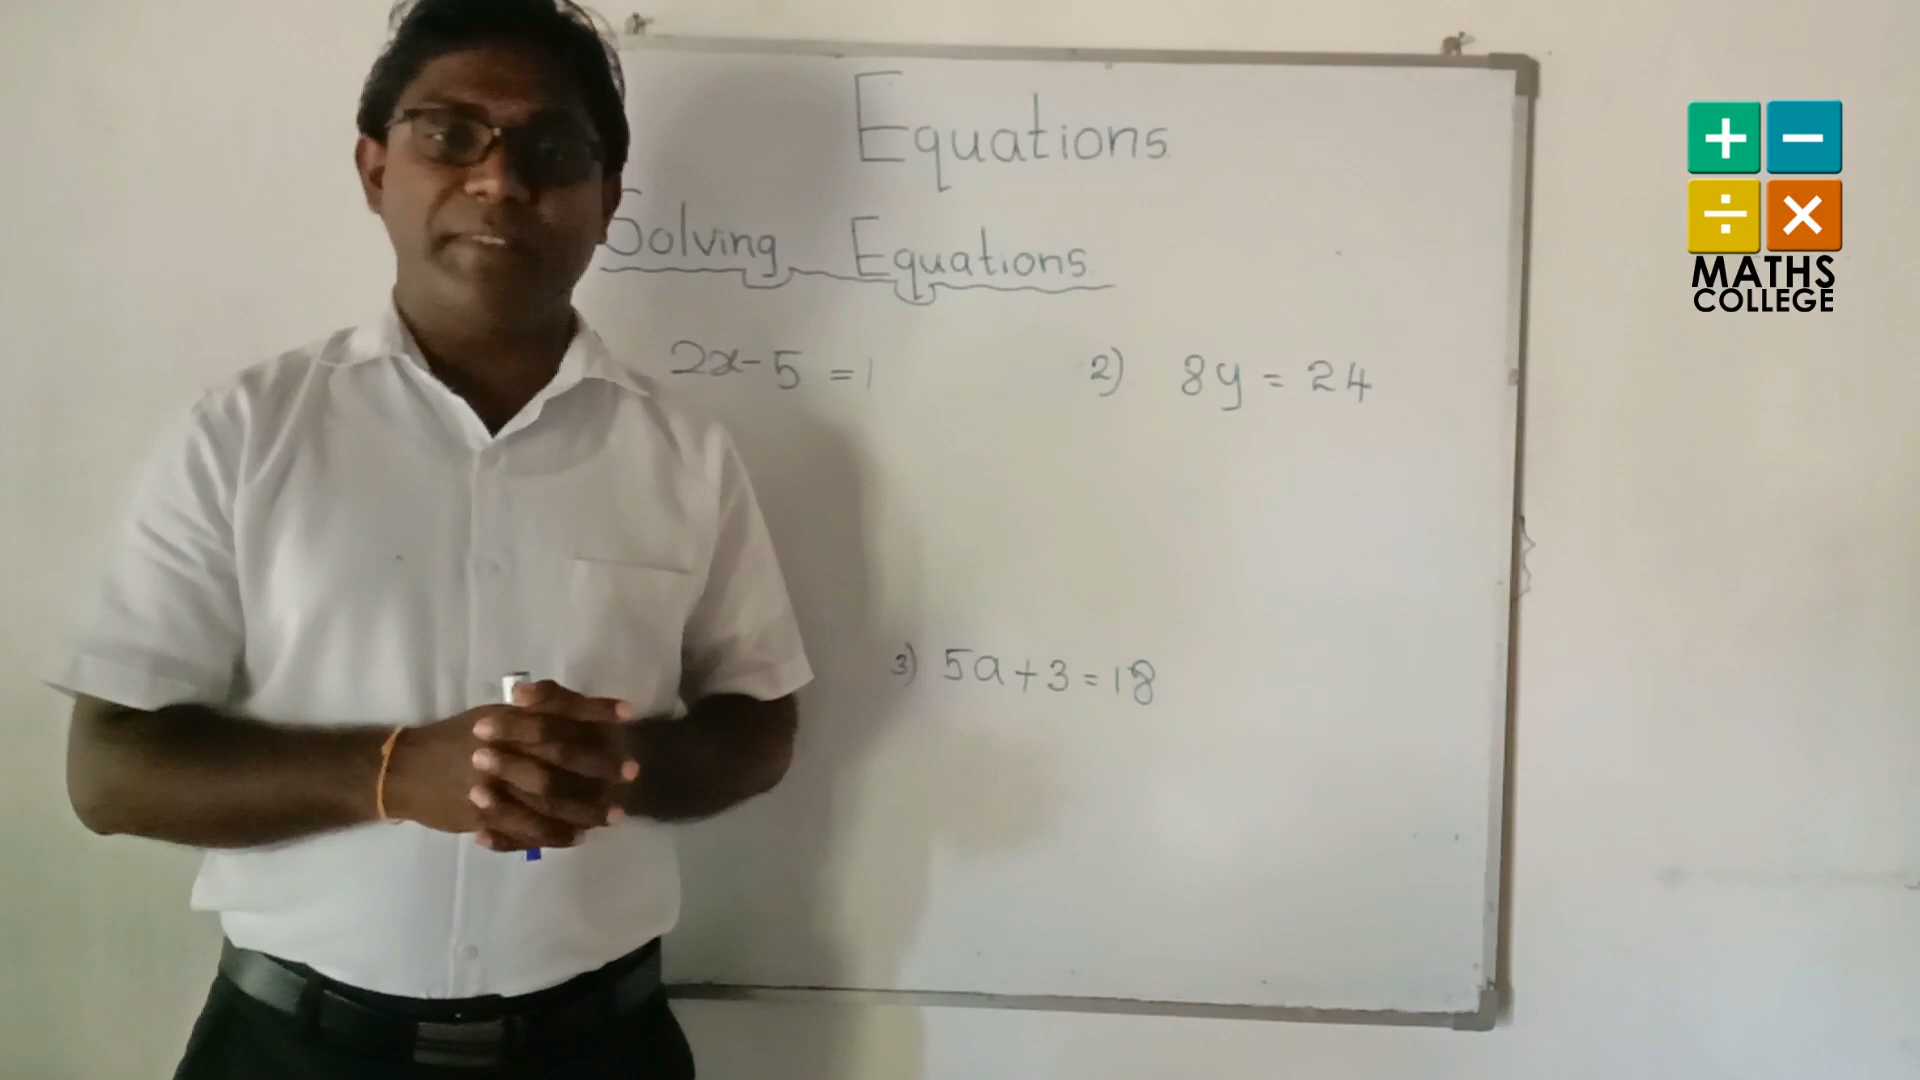 Equations
Solving Equations
2x-5 =1
2) 8y = 24
3) 5a+3=18
+ −
÷ ×
MATHS
COLLEGE